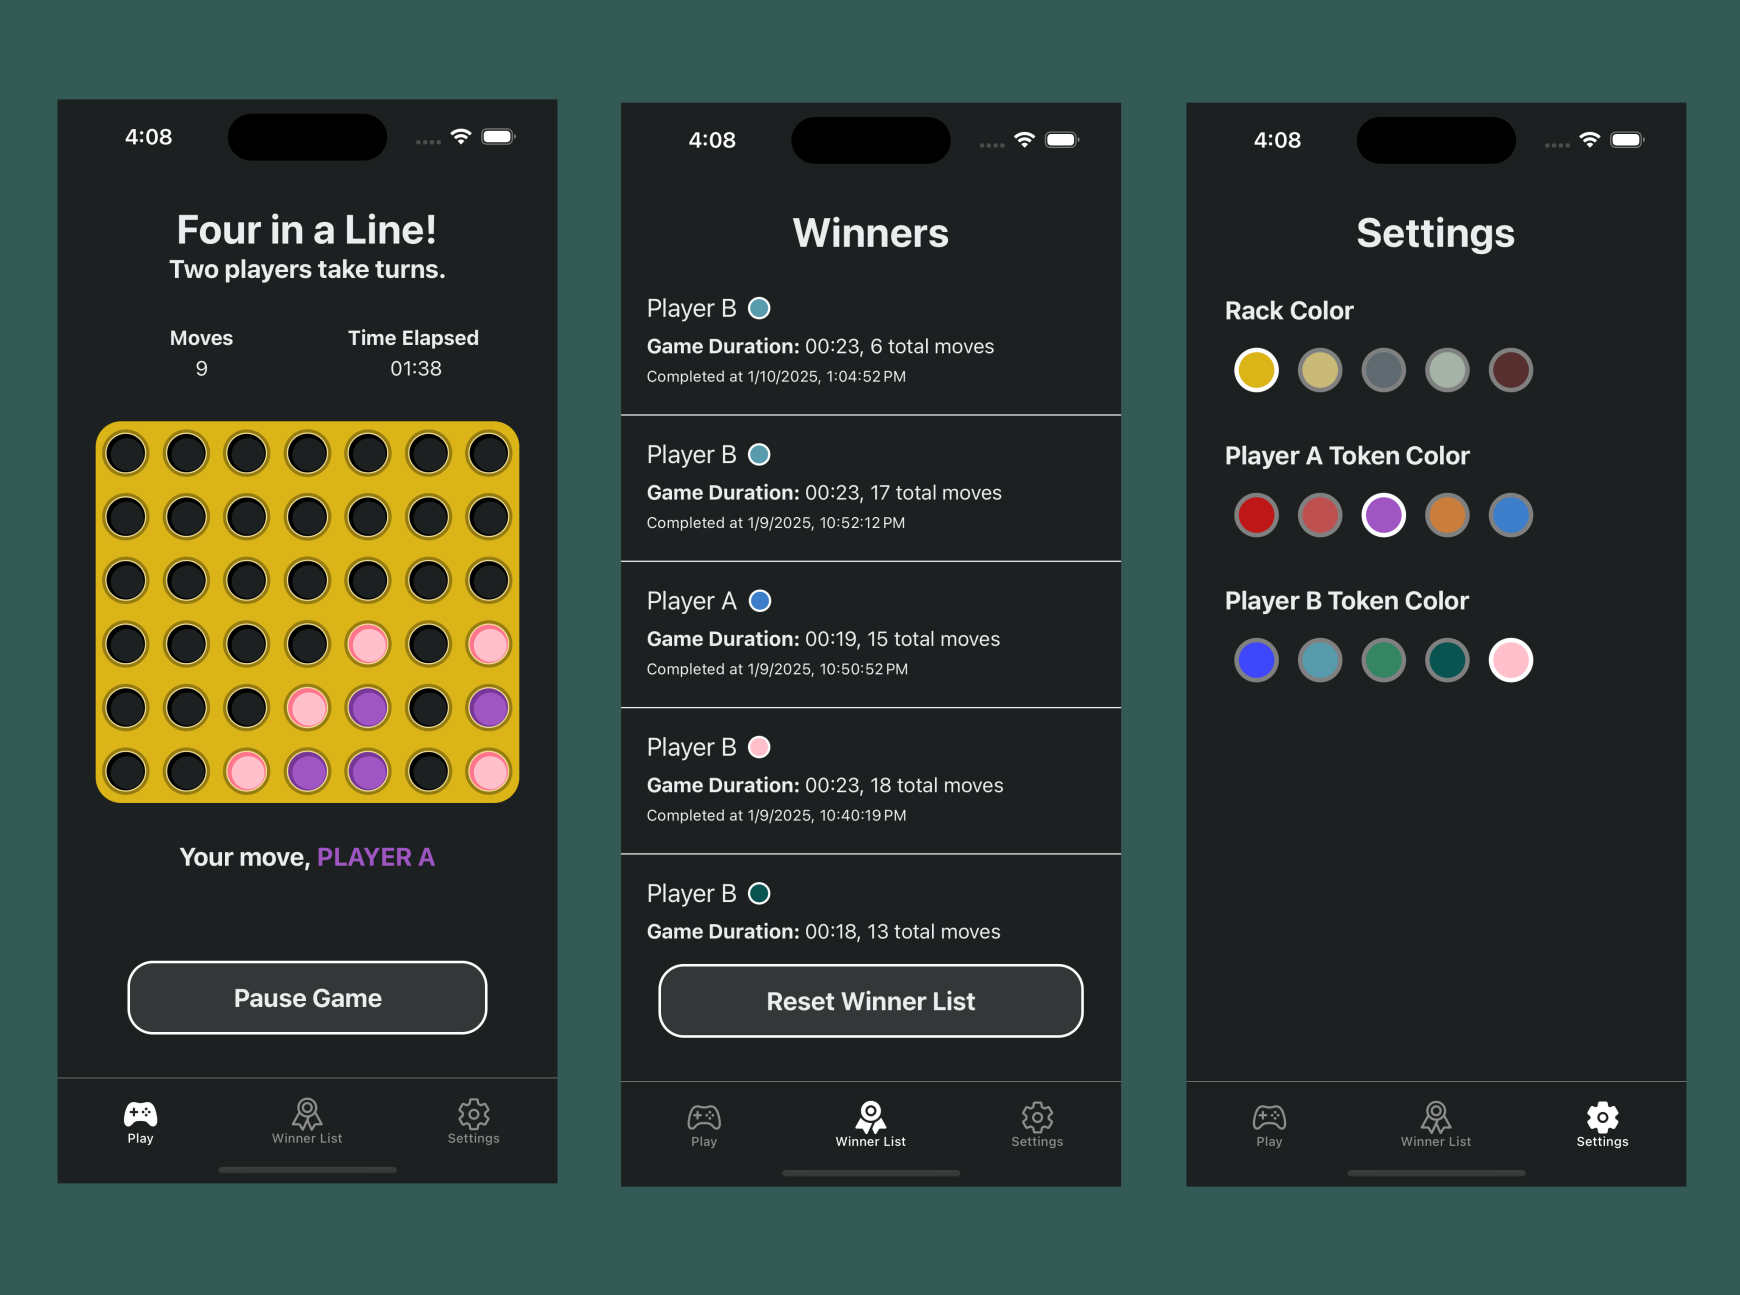 4:08
Four in a Line!
Two players take turns.
Moves
Time Elapsed
9
01:38
Your move, PLAYER A
Pause Game
Play
Winner List
Settings
4:08
Winners
Player B
Game Duration: 00:23, 6 total moves
Completed at 1/10/2025, 1:04:52 PM
Player B
Game Duration: 00:23, 17 total moves
Completed at 1/9/2025, 10:52:12 PM
Player A
Game Duration: 00:19, 15 total moves
Completed at 1/9/2025, 10:50:52 PM
Player B
Game Duration: 00:23, 18 total moves
Completed at 1/9/2025, 10:40:19 PM
Player B
Game Duration: 00:18, 13 total moves
Reset Winner List
Play
Winner List
Settings
4:08
Settings
Rack Color
Player A Token Color
Player B Token Color
Play
Winner List
Settings